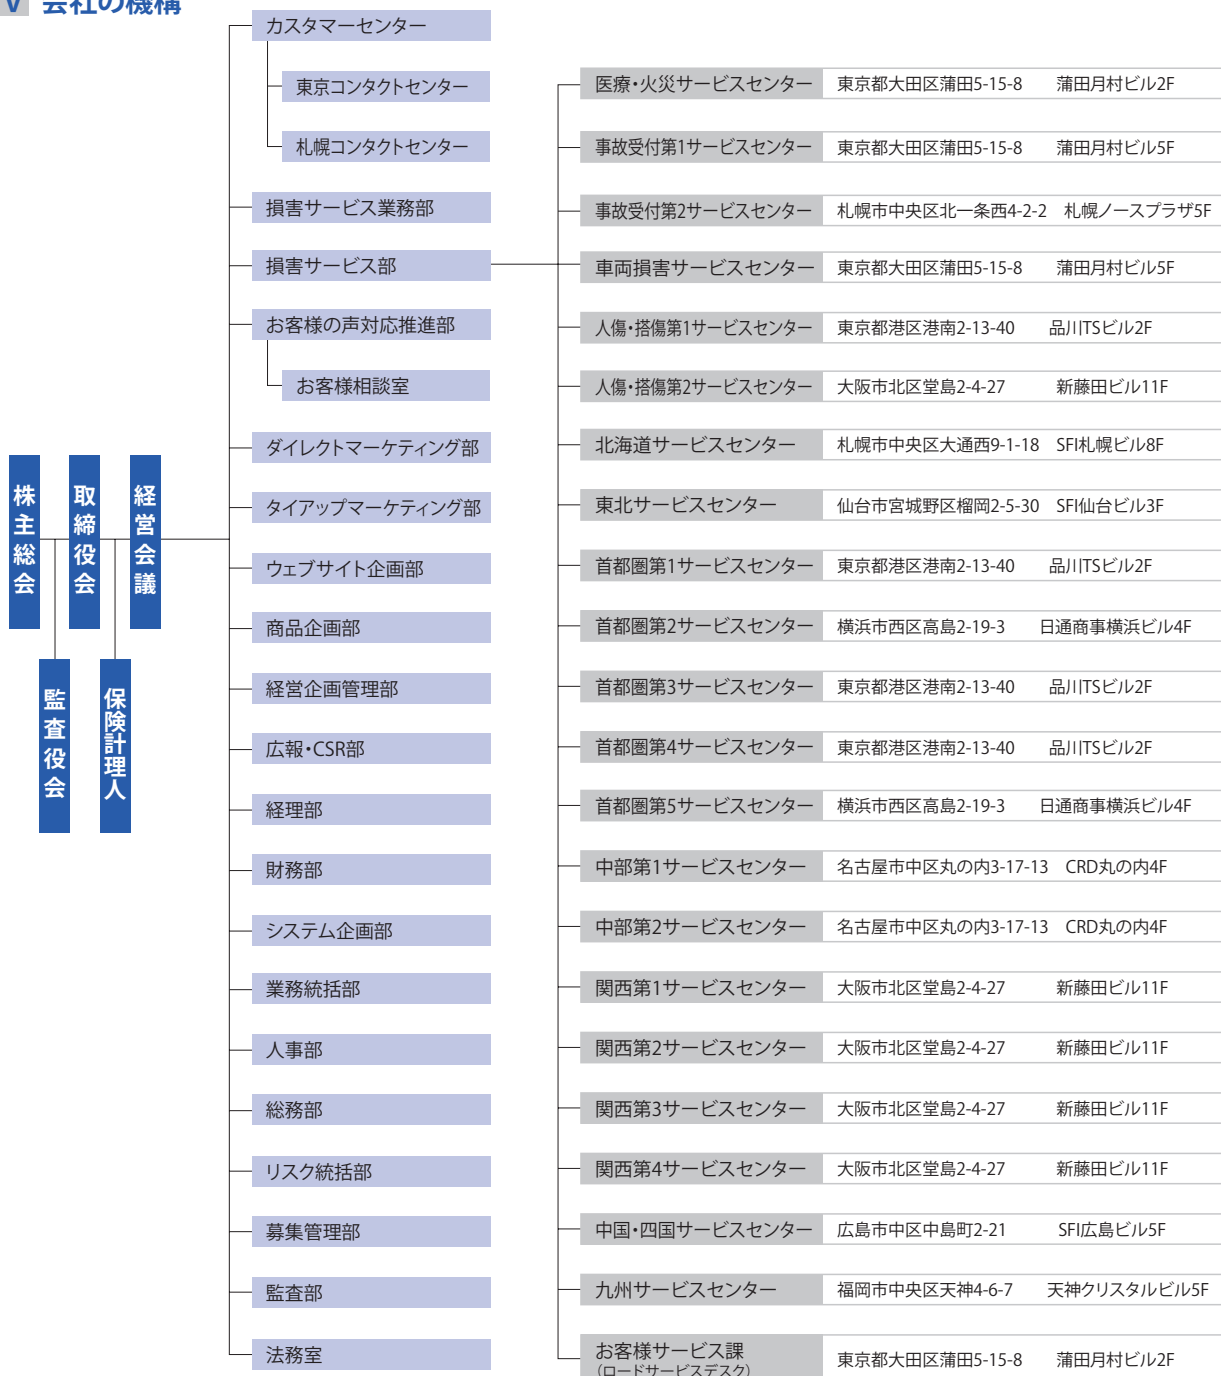 V 会社の機構
株主総会
取締役会
経営会議
監査役会
保険計理人
カスタマーセンター
東京コンタクトセンター
札幌コンタクトセンター
損害サービス業務部
損害サービス部
お客様の声対応推進部
お客様相談室
ダイレクトマーケティング部
タイアップマーケティング部
ウェブサイト企画部
商品企画部
経営企画管理部
広報・CSR部
経理部
財務部
システム企画部
業務統括部
人事部
総務部
リスク統括部
募集管理部
監査部
法務室
医療・火災サービスセンター 東京都大田区蒲田5-15-8 蒲田月村ビル2F
事故受付第1サービスセンター 東京都大田区蒲田5-15-8 蒲田月村ビル5F
事故受付第2サービスセンター 札幌市中央区北一条西4-2-2 札幌ノースプラザ5F
車両損害サービスセンター 東京都大田区蒲田5-15-8 蒲田月村ビル5F
人傷・搭傷第1サービスセンター 東京都港区港南2-13-40 品川TSビル2F
人傷・搭傷第2サービスセンター 大阪市北区堂島2-4-27 新藤田ビル11F
北海道サービスセンター 札幌市中央区大通西9-1-18 SFI札幌ビル8F
東北サービスセンター 仙台市宮城野区榴岡2-5-30 SFI仙台ビル3F
首都圏第1サービスセンター 東京都港区港南2-13-40 品川TSビル2F
首都圏第2サービスセンター 横浜市西区高島2-19-3 日通商事横浜ビル4F
首都圏第3サービスセンター 東京都港区港南2-13-40 品川TSビル2F
首都圏第4サービスセンター 東京都港区港南2-13-40 品川TSビル2F
首都圏第5サービスセンター 横浜市西区高島2-19-3 日通商事横浜ビル4F
中部第1サービスセンター 名古屋市中区丸の内3-17-13 CRD丸の内4F
中部第2サービスセンター 名古屋市中区丸の内3-17-13 CRD丸の内4F
関西第1サービスセンター 大阪市北区堂島2-4-27 新藤田ビル11F
関西第2サービスセンター 大阪市北区堂島2-4-27 新藤田ビル11F
関西第3サービスセンター 大阪市北区堂島2-4-27 新藤田ビル11F
関西第4サービスセンター 大阪市北区堂島2-4-27 新藤田ビル11F
中国・四国サービスセンター 広島市中区中島町2-21 SFI広島ビル5F
九州サービスセンター 福岡市中央区天神4-6-7 天神クリスタルビル5F
お客様サービス課 東京都大田区蒲田5-15-8 蒲田月村ビル2F
(ロードサービスデスク)